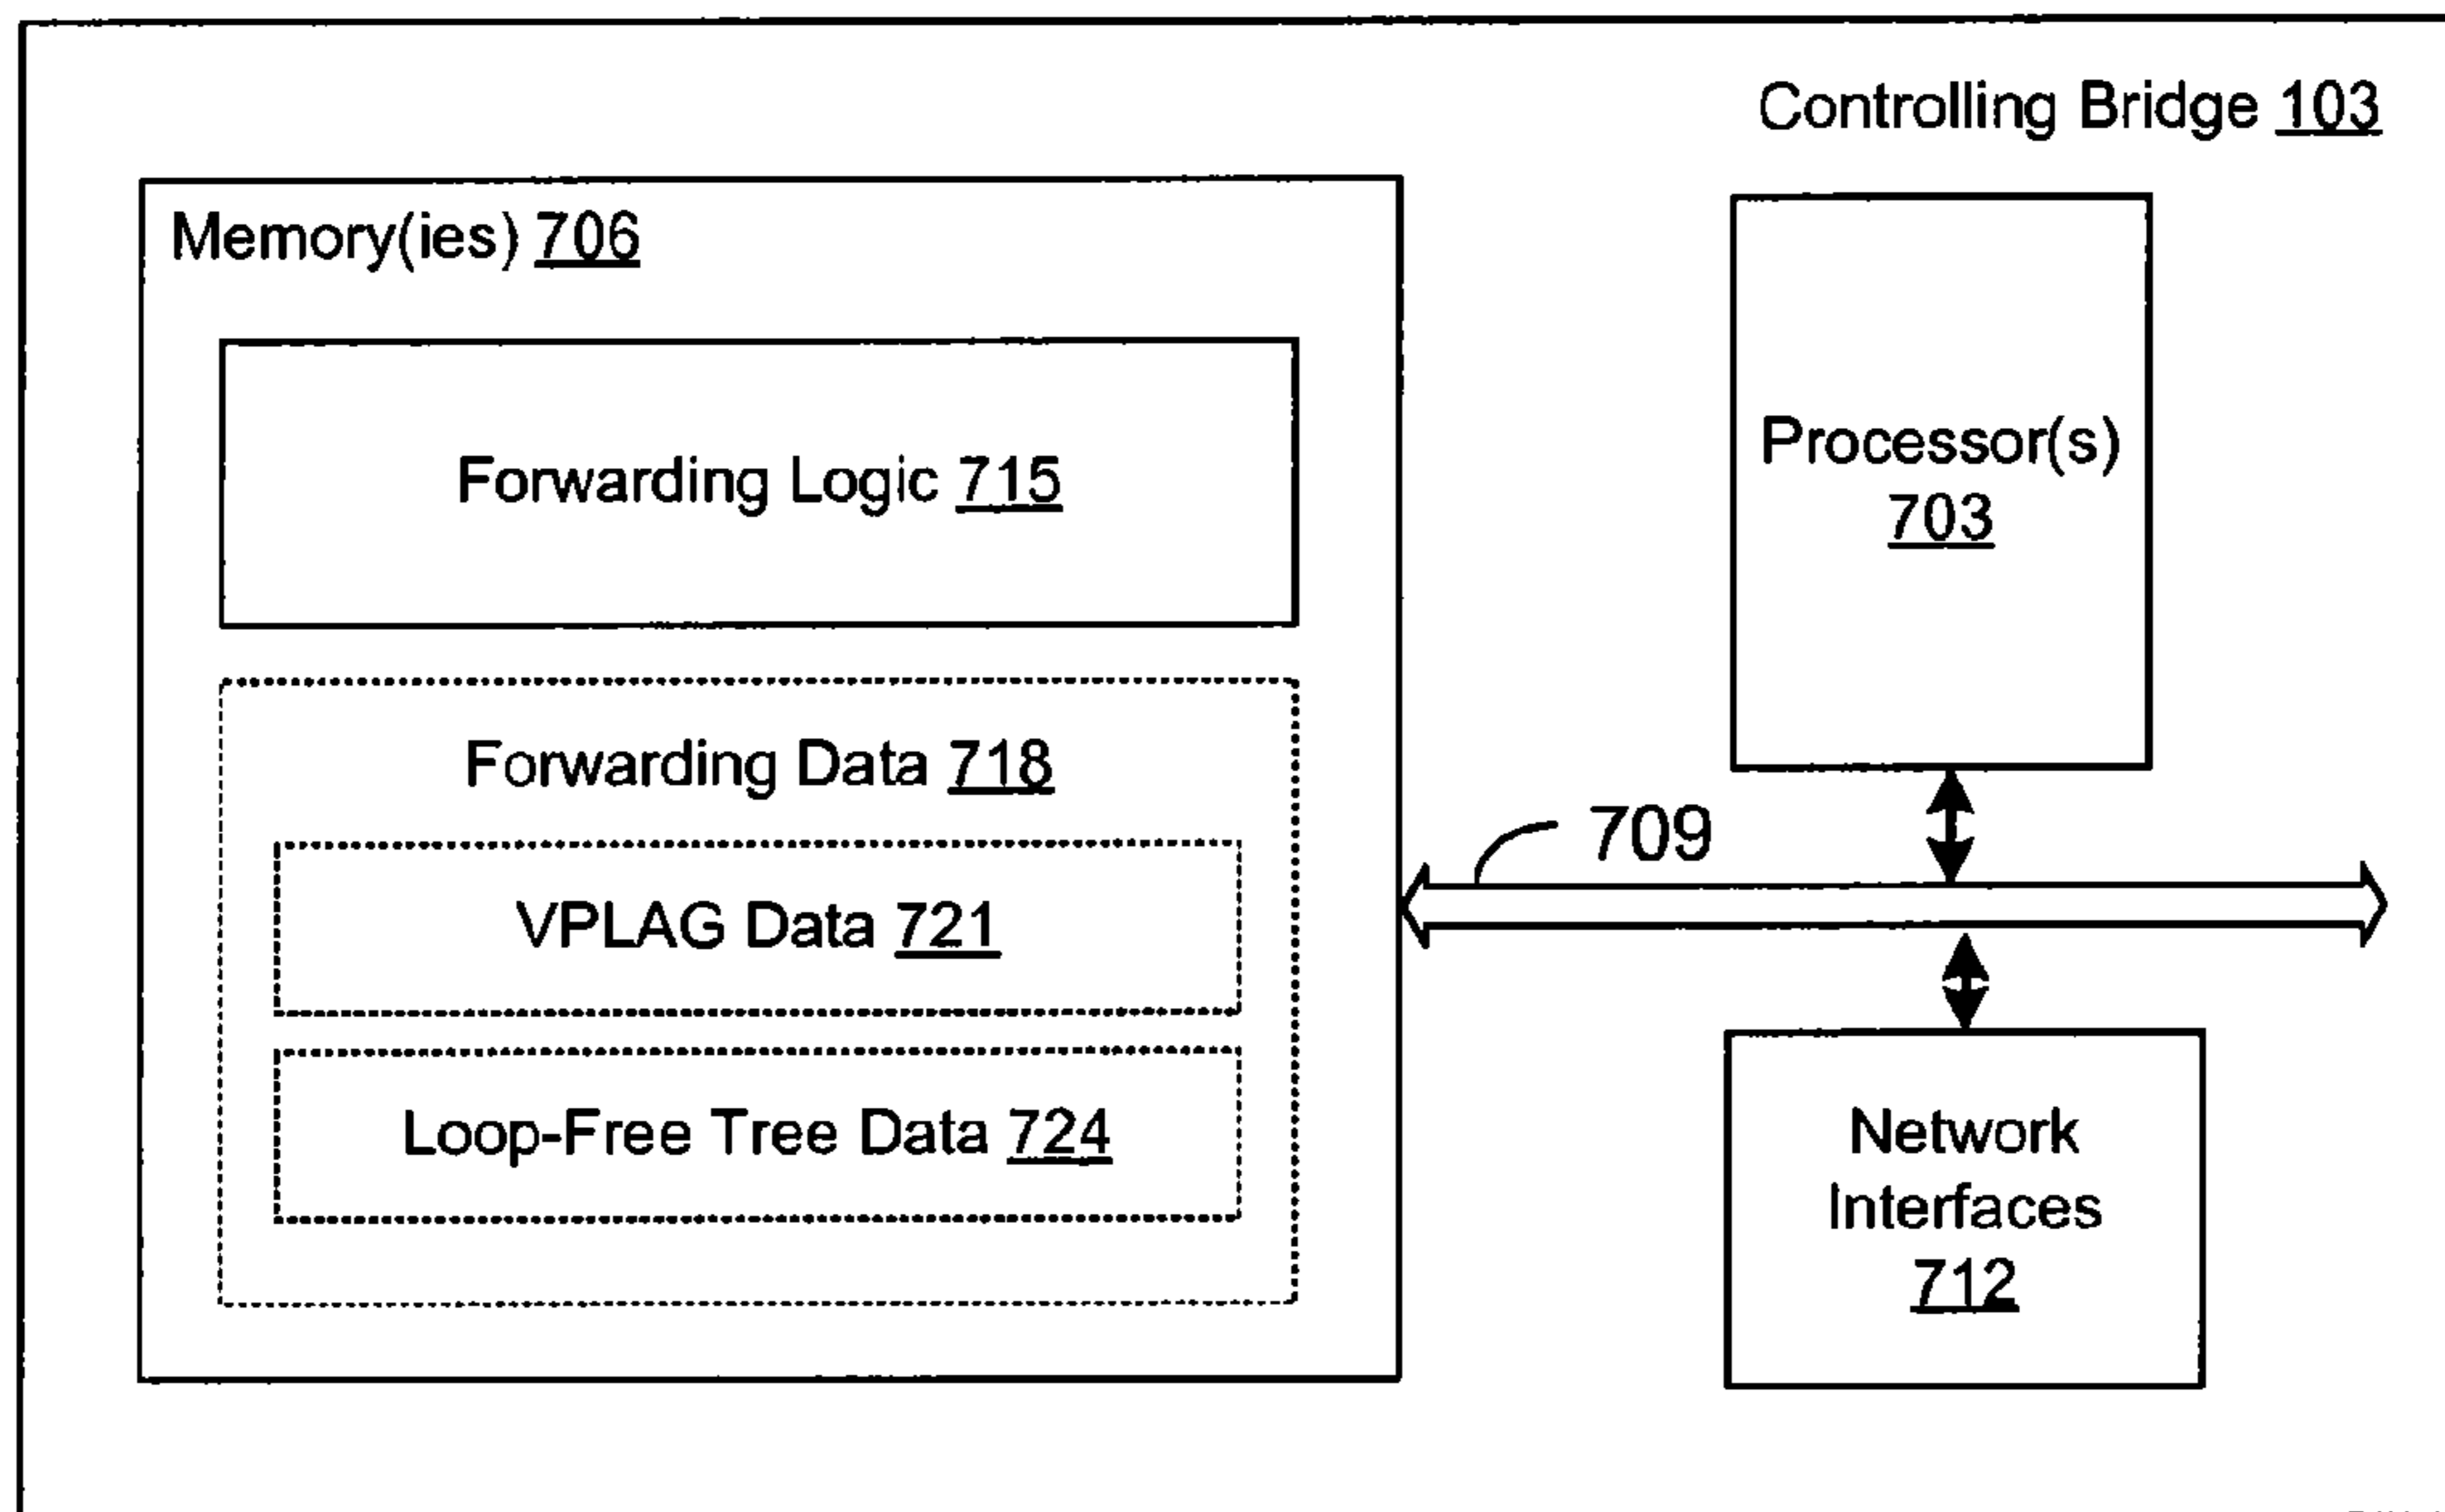 Controlling Bridge 103
Memory(ies) 706
Forwarding Logic 715
Processor(s)
703
Forwarding Data 718
709
VPLAG Data 721
Loop-Free Tree Data 724
Network
Interfaces
712